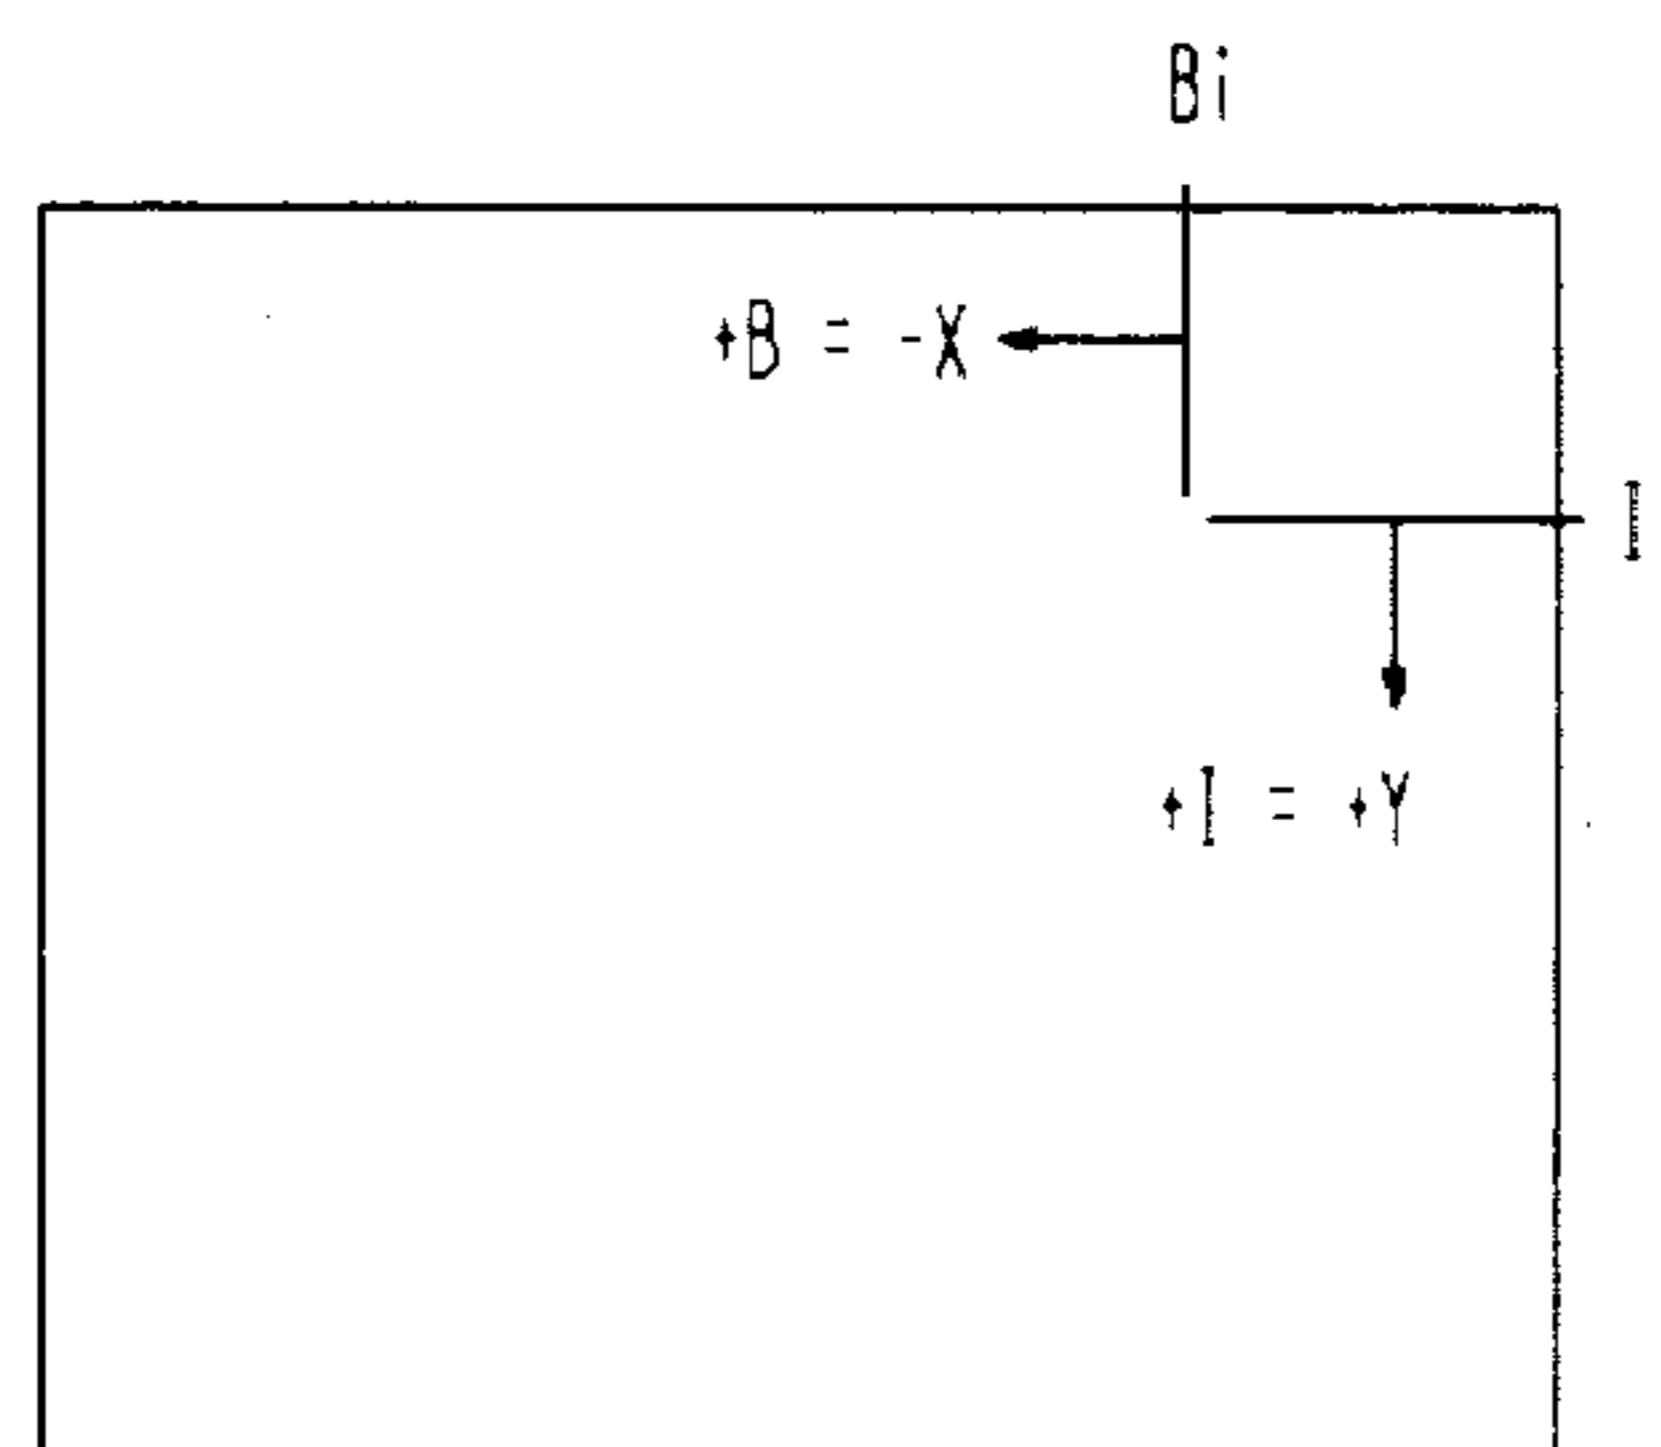 Bi
+B = -X
I
+I = +Y